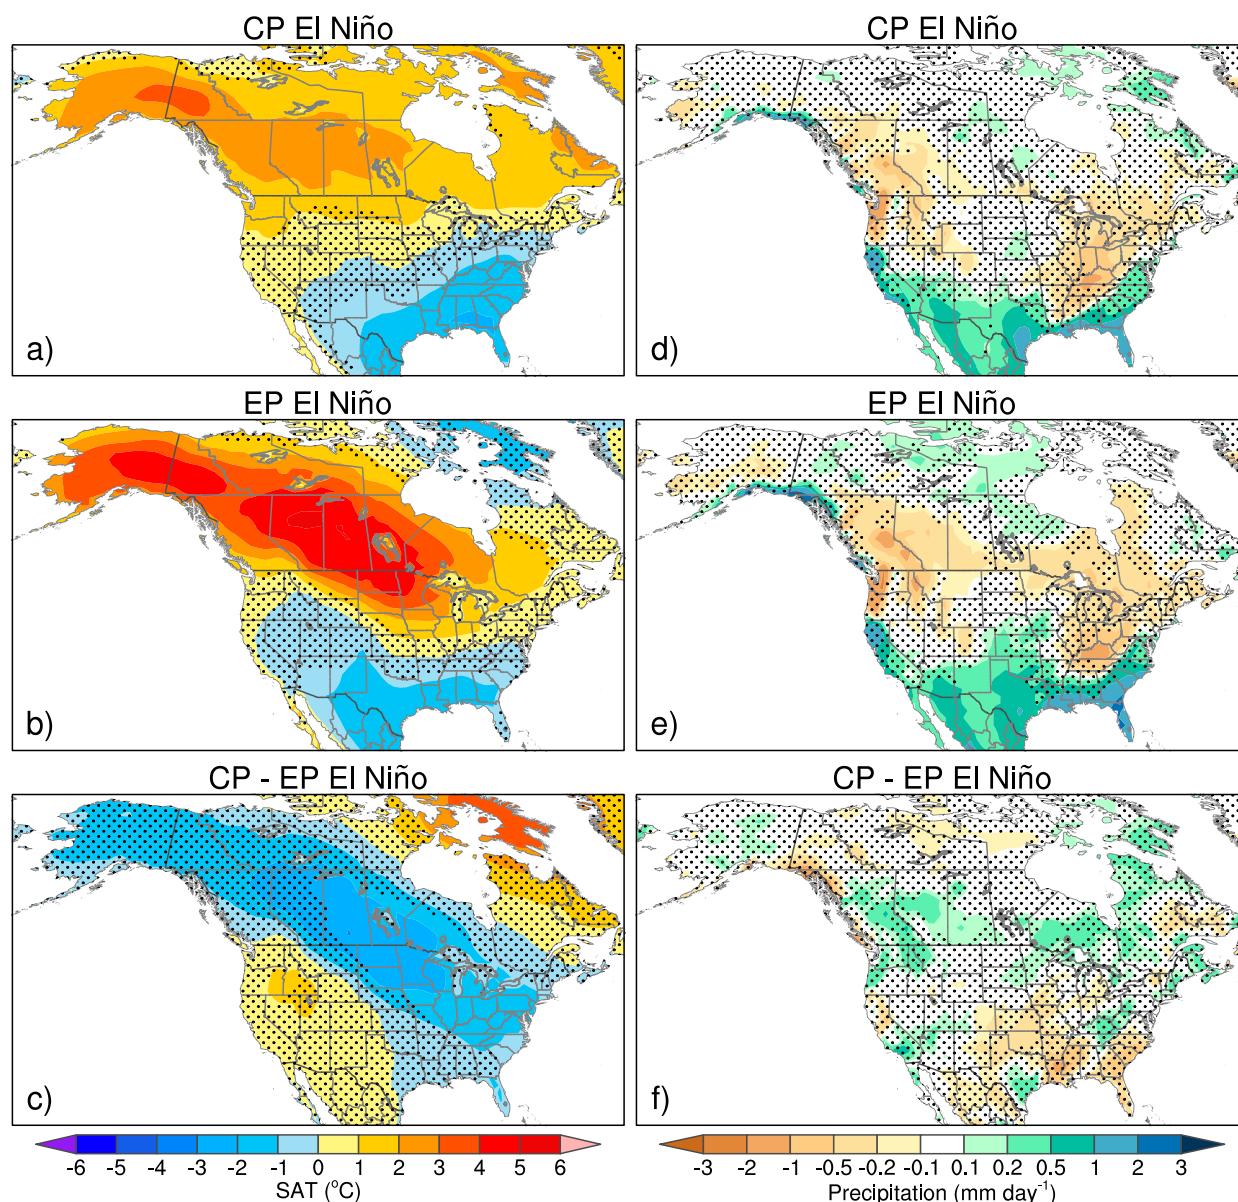 CP El Niño
CP El Niño
a)
d)
EP El Niño
EP El Niño
b)
e)
CP - EP El Niño
CP - EP El Niño
c)
f)
-6 -5 -4 -3 -2 -1 0 1 2 3 4 5 6
SAT (°C)
-3 -2 -1 -0.5 -0.2 -0.1 0.1 0.2 0.5 1 2 3
Precipitation (mm day⁻¹)